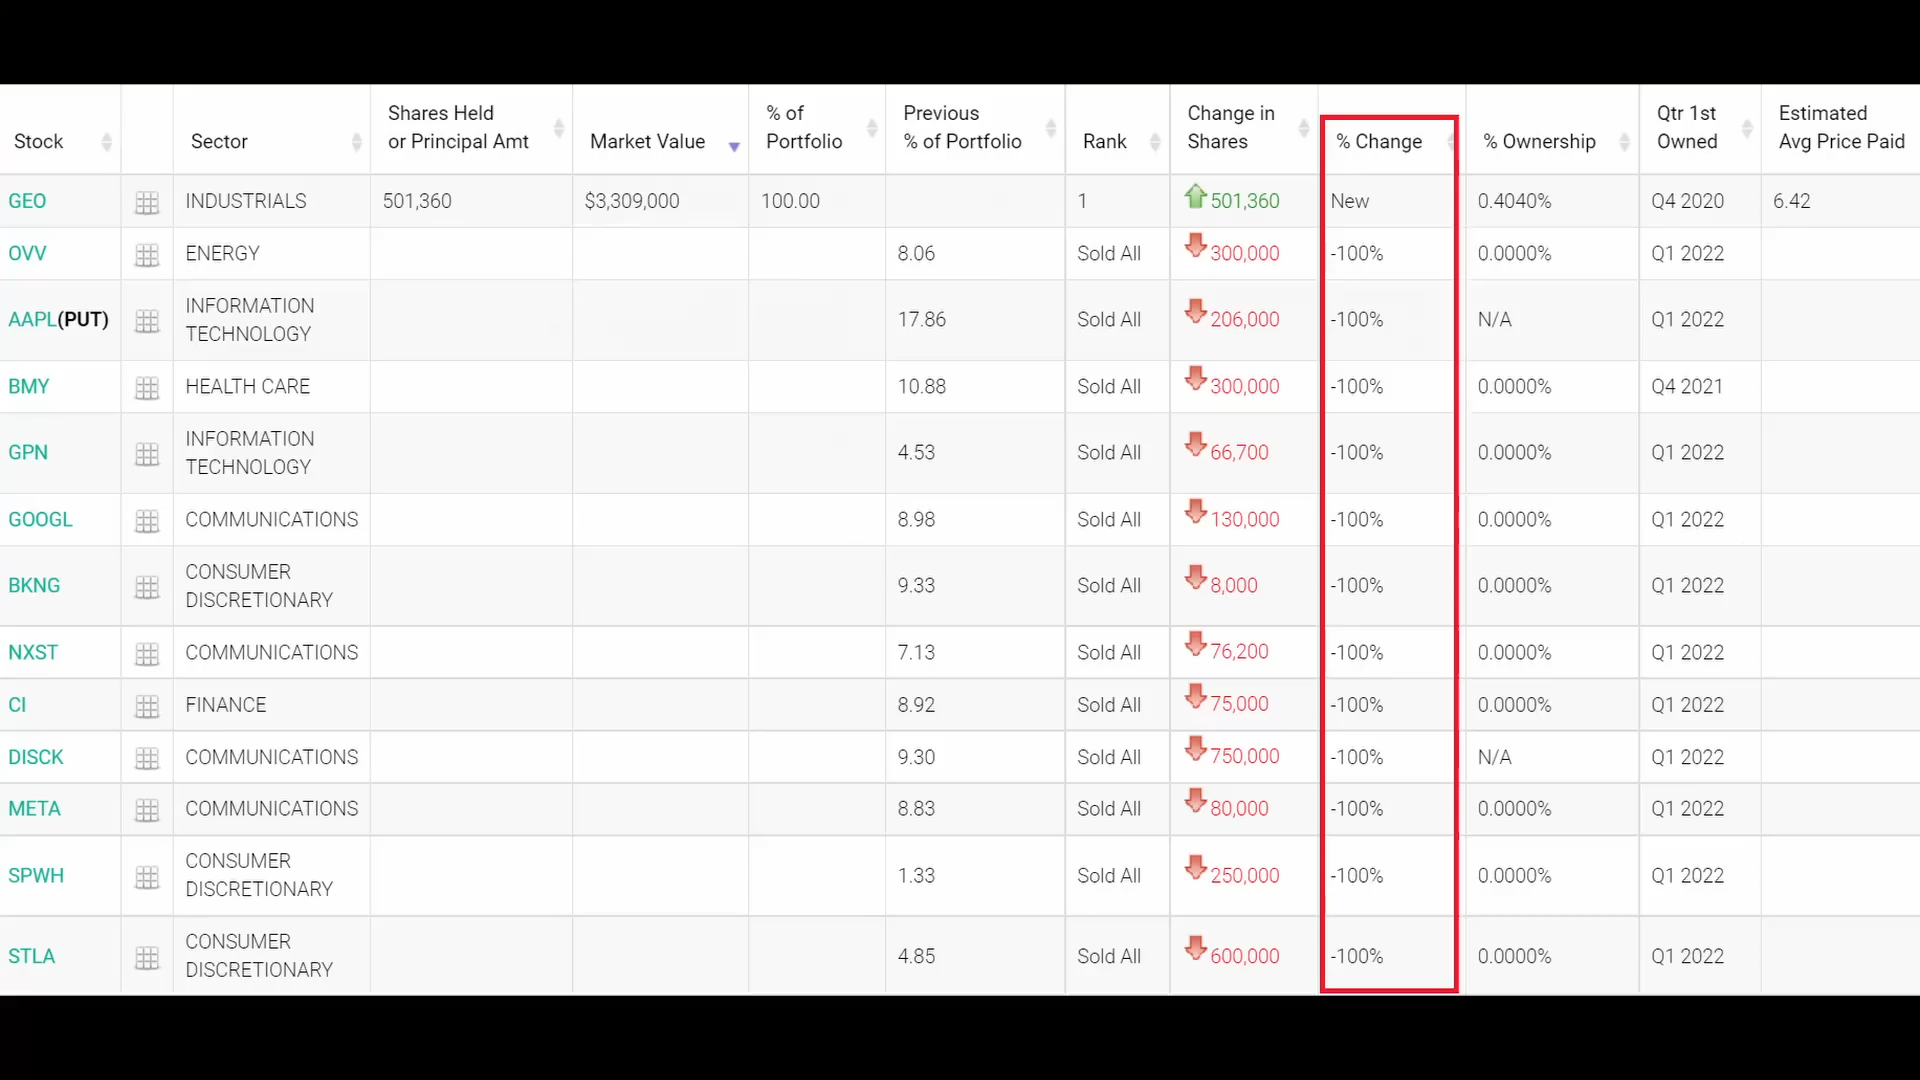 Stock Sector Shares Held or Principal Amt Market Value % of Portfolio Previous % of Portfolio Rank Change in Shares % Change % Ownership Qtr 1st Owned Estimated Avg Price Paid
GEO INDUSTRIALS 501,360 $3,309,000 100.00 1 501,360 New 0.4040% Q4 2020 6.42
OVV ENERGY 8.06 Sold All 300,000 -100% 0.0000% Q1 2022
AAPL(PUT) INFORMATION TECHNOLOGY 17.86 Sold All 206,000 -100% N/A Q1 2022
BMY HEALTH CARE 10.88 Sold All 300,000 -100% 0.0000% Q4 2021
GPN INFORMATION TECHNOLOGY 4.53 Sold All 66,700 -100% 0.0000% Q1 2022
GOOGL COMMUNICATIONS 8.98 Sold All 130,000 -100% 0.0000% Q1 2022
BKNG CONSUMER DISCRETIONARY 9.33 Sold All 8,000 -100% 0.0000% Q1 2022
NXST COMMUNICATIONS 7.13 Sold All 76,200 -100% 0.0000% Q1 2022
CI FINANCE 8.92 Sold All 75,000 -100% 0.0000% Q1 2022
DISCK COMMUNICATIONS 9.30 Sold All 750,000 -100% N/A Q1 2022
META COMMUNICATIONS 8.83 Sold All 80,000 -100% 0.0000% Q1 2022
SPWH CONSUMER DISCRETIONARY 1.33 Sold All 250,000 -100% 0.0000% Q1 2022
STLA CONSUMER DISCRETIONARY 4.85 Sold All 600,000 -100% 0.0000% Q1 2022